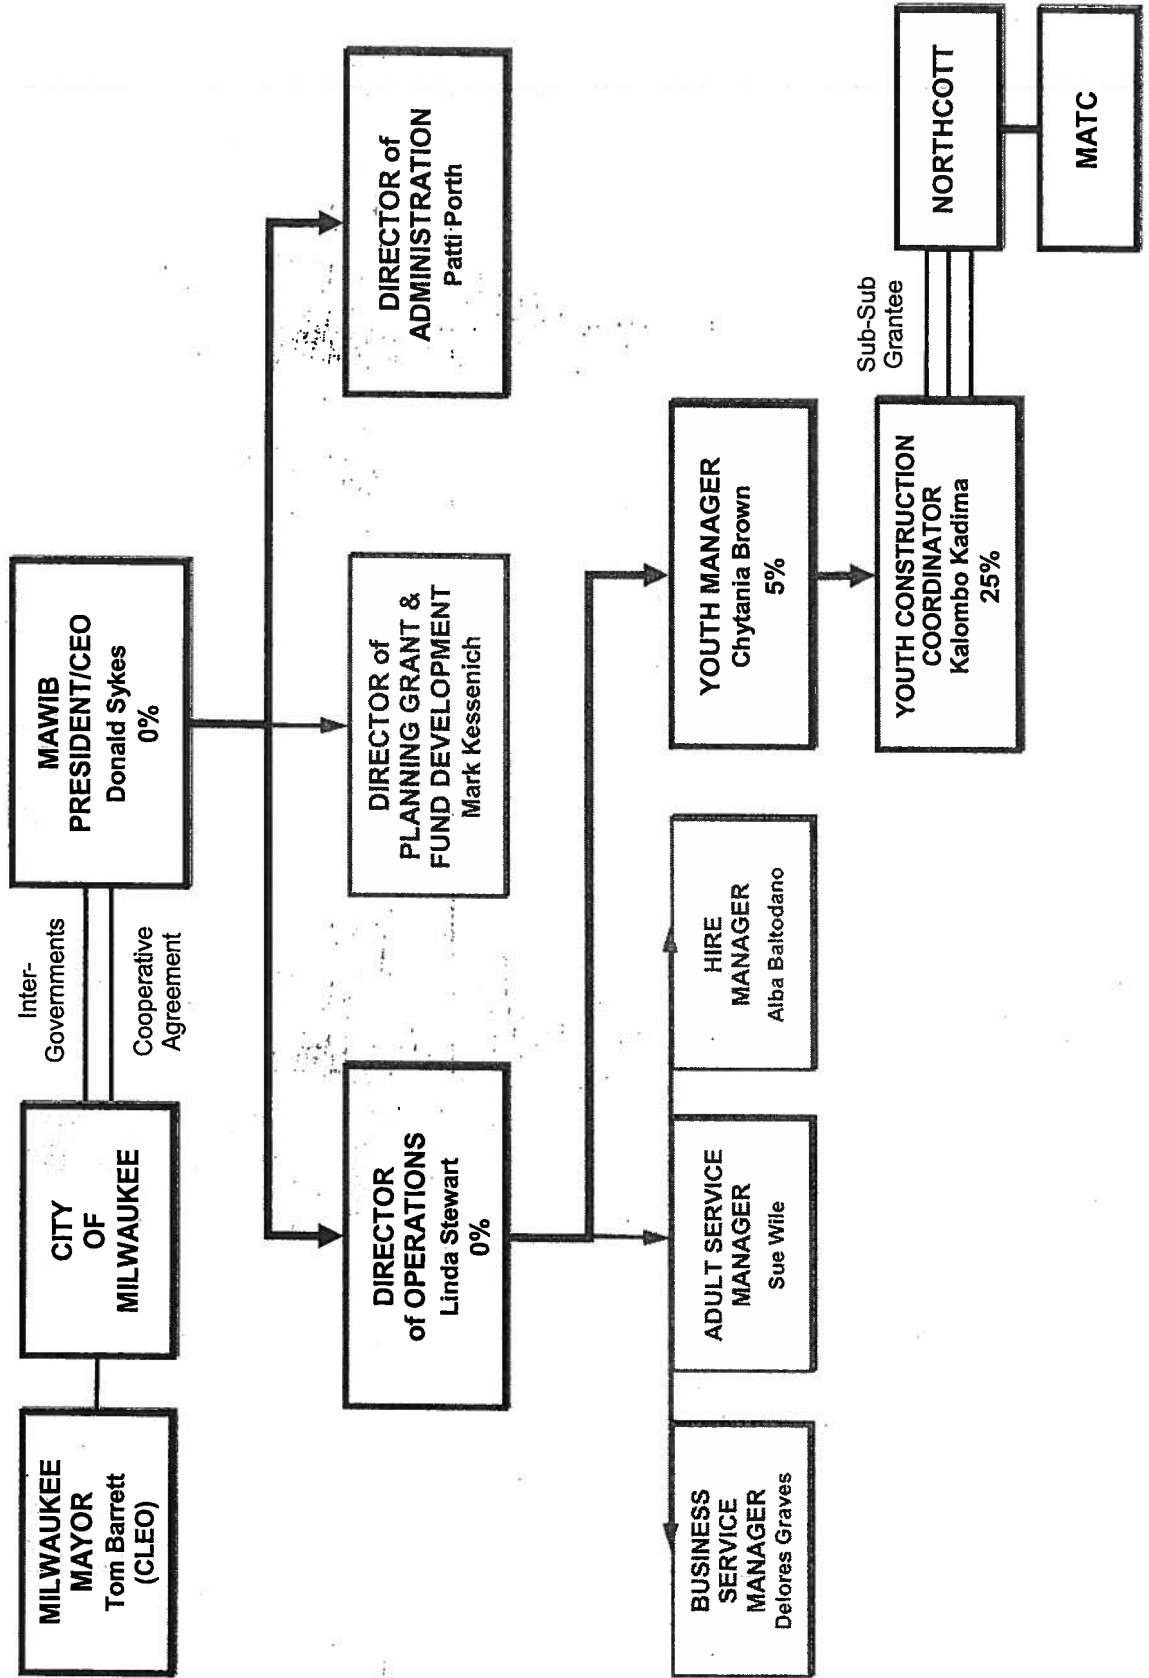 MILWAUKEE
MAYOR
Tom Barrett
(CLEO)
CITY
OF
MILWAUKEE
Inter-
Governments
Cooperative
Agreement
MAWIB
PRESIDENT/CEO
Donald Sykes
0%
DIRECTOR
of OPERATIONS
Linda Stewart
0%
DIRECTOR of
PLANNING GRANT &
FUND DEVELOPMENT
Mark Kessenich
DIRECTOR of
ADMINISTRATION
Patti Porth
BUSINESS
SERVICE
MANAGER
Delores Graves
ADULT SERVICE
MANAGER
Sue Wile
HIRE
MANAGER
Alba Baltodano
YOUTH MANAGER
Chytania Brown
5%
YOUTH CONSTRUCTION
COORDINATOR
Kalombo Kadima
25%
Sub-Sub
Grantee
NORTHCOTT
MATC